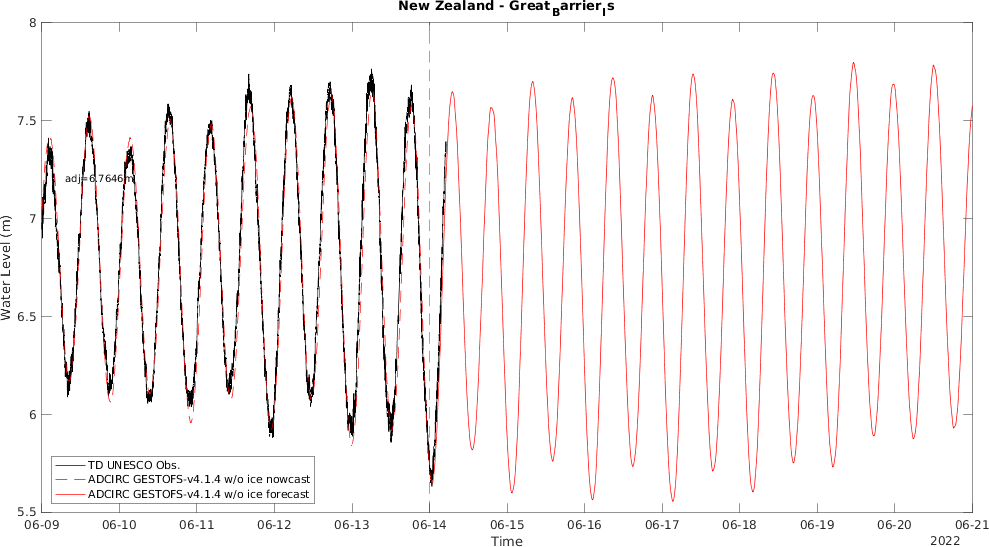 New Zealand - GreatBarrierIs
8
7.5
7
6.5
6
5.5
Water Level (m)
adj=6.7646m
TD UNESCO Obs.
ADCIRC GESTOFS-v4.1.4 w/o ice nowcast
ADCIRC GESTOFS-v4.1.4 w/o ice forecast
06-09 06-10 06-11 06-12 06-13 06-14 06-15 06-16 06-17 06-18 06-19 06-20 06-21
Time
2022